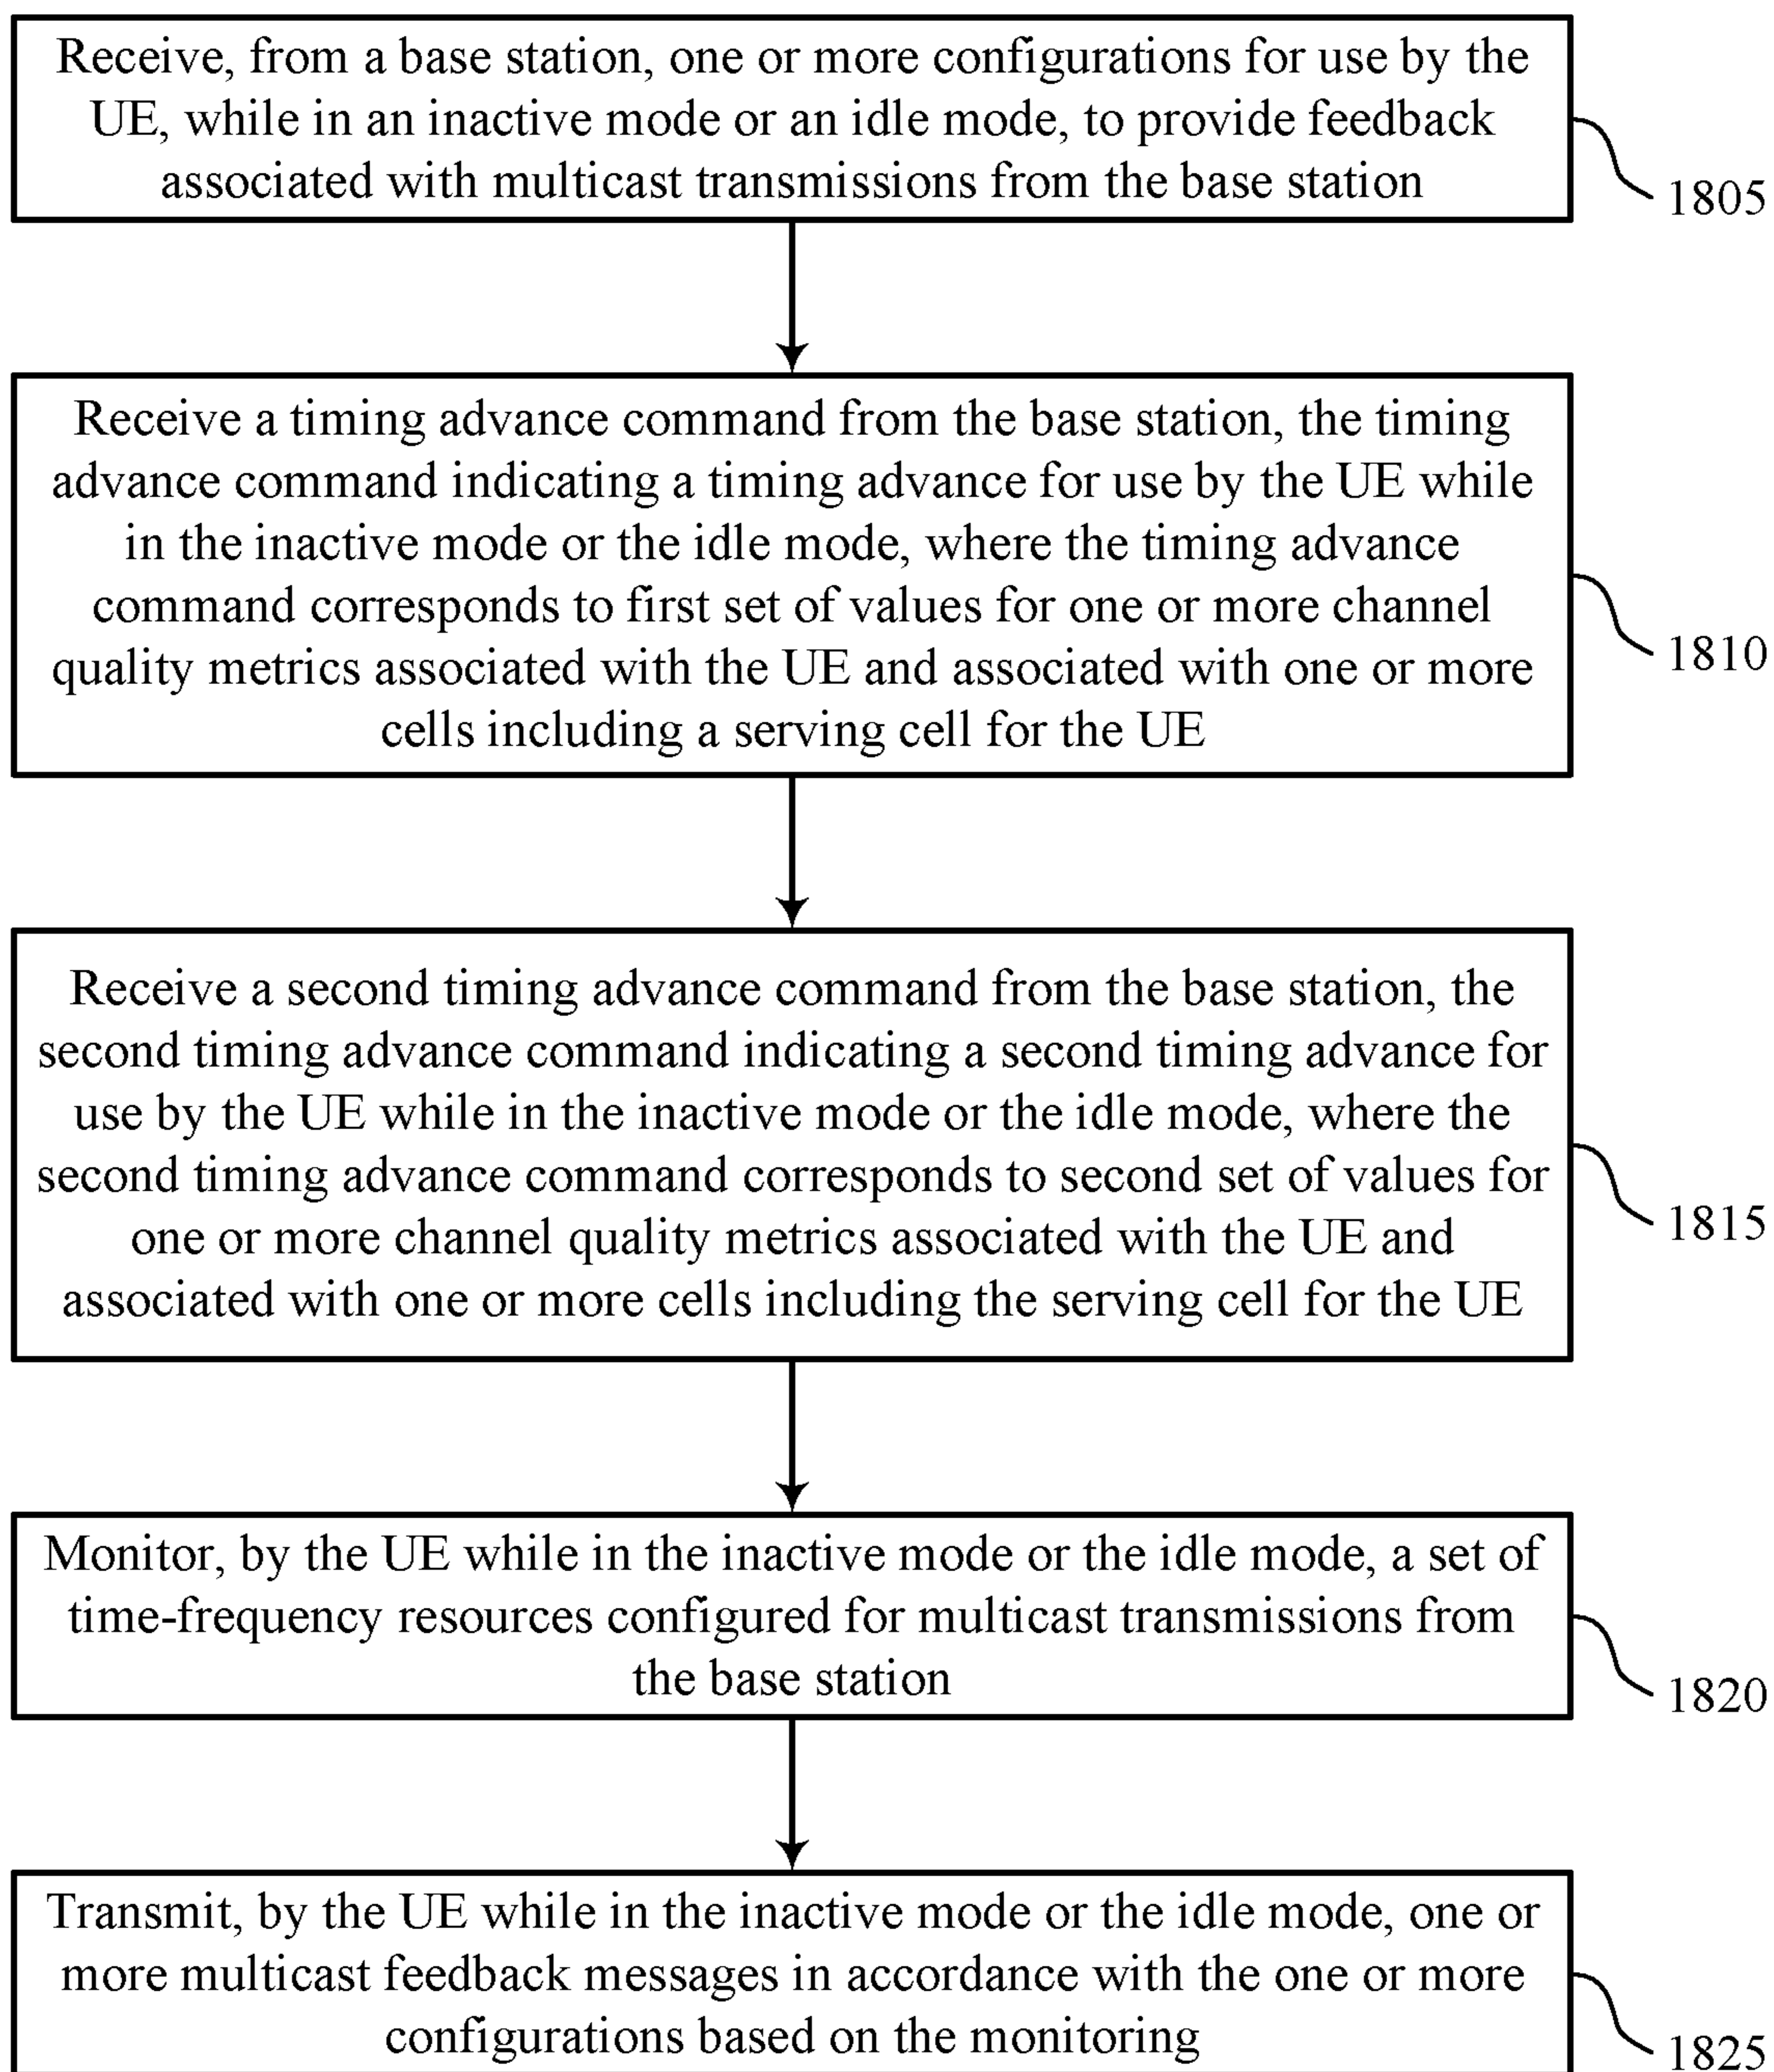 Receive, from a base station, one or more configurations for use by the
UE, while in an inactive mode or an idle mode, to provide feedback
associated with multicast transmissions from the base station
1805
Receive a timing advance command from the base station, the timing
advance command indicating a timing advance for use by the UE while
in the inactive mode or the idle mode, where the timing advance
command corresponds to first set of values for one or more channel
quality metrics associated with the UE and associated with one or more
cells including a serving cell for the UE
1810
Receive a second timing advance command from the base station, the
second timing advance command indicating a second timing advance for
use by the UE while in the inactive mode or the idle mode, where the
second timing advance command corresponds to second set of values for
one or more channel quality metrics associated with the UE and
associated with one or more cells including the serving cell for the UE
1815
Monitor, by the UE while in the inactive mode or the idle mode, a set of
time-frequency resources configured for multicast transmissions from
the base station
1820
Transmit, by the UE while in the inactive mode or the idle mode, one or
more multicast feedback messages in accordance with the one or more
configurations based on the monitoring
1825